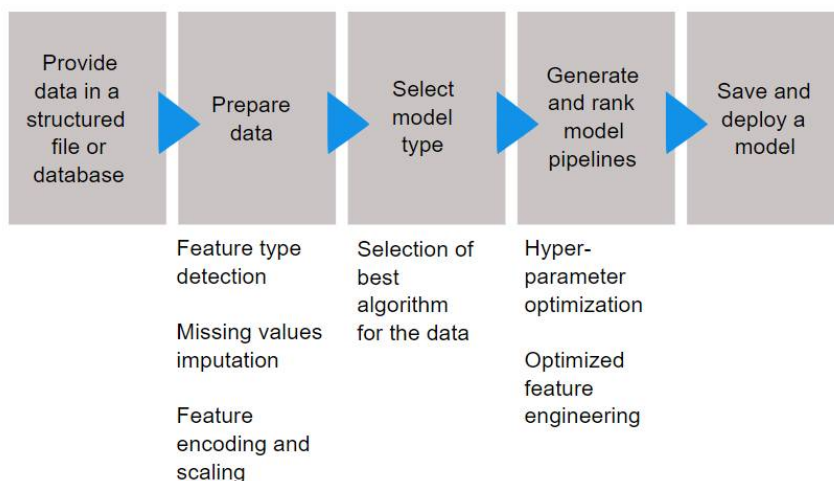 Provide
data in a
structured
file or
database
Prepare
data
Select
model
type
Generate
and rank
model
pipelines
Save and
deploy a
model
Feature type
detection
Missing values
imputation
Feature
encoding and
scaling
Selection of
best
algorithm
for the data
Hyper-
parameter
optimization
Optimized
feature
engineering